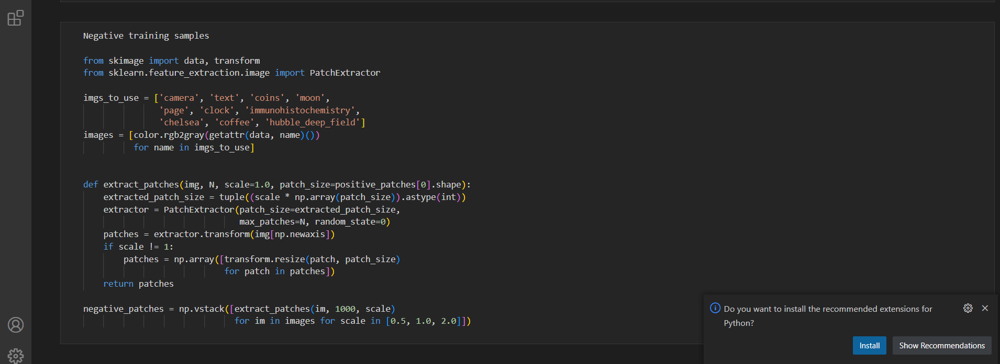 Negative training samples
from skimage import data, transform
from sklearn.feature_extraction.image import PatchExtractor
imgs_to_use = ['camera', 'text', 'coins', 'moon',
'page', 'clock', 'immunohistochemistry',
'chelsea', 'coffee', 'hubble_deep_field']
images = [color.rgb2gray(getattr(data, name)())
for name in imgs_to_use]
def extract_patches(img, N, scale=1.0, patch_size=positive_patches[0].shape):
extracted_patch_size = tuple((scale * np.array(patch_size)).astype(int))
extractor = PatchExtractor(patch_size=extracted_patch_size,
max_patches=N, random_state=0)
patches = extractor.transform(img[np.newaxis])
if scale != 1:
patches = np.array([transform.resize(patch, patch_size)
for patch in patches])
return patches
negative_patches = np.vstack([extract_patches(im, 1000, scale)
for im in images for scale in [0.5, 1.0, 2.0]])
Do you want to install the recommended extensions for
Python?
Install
Show Recommendations